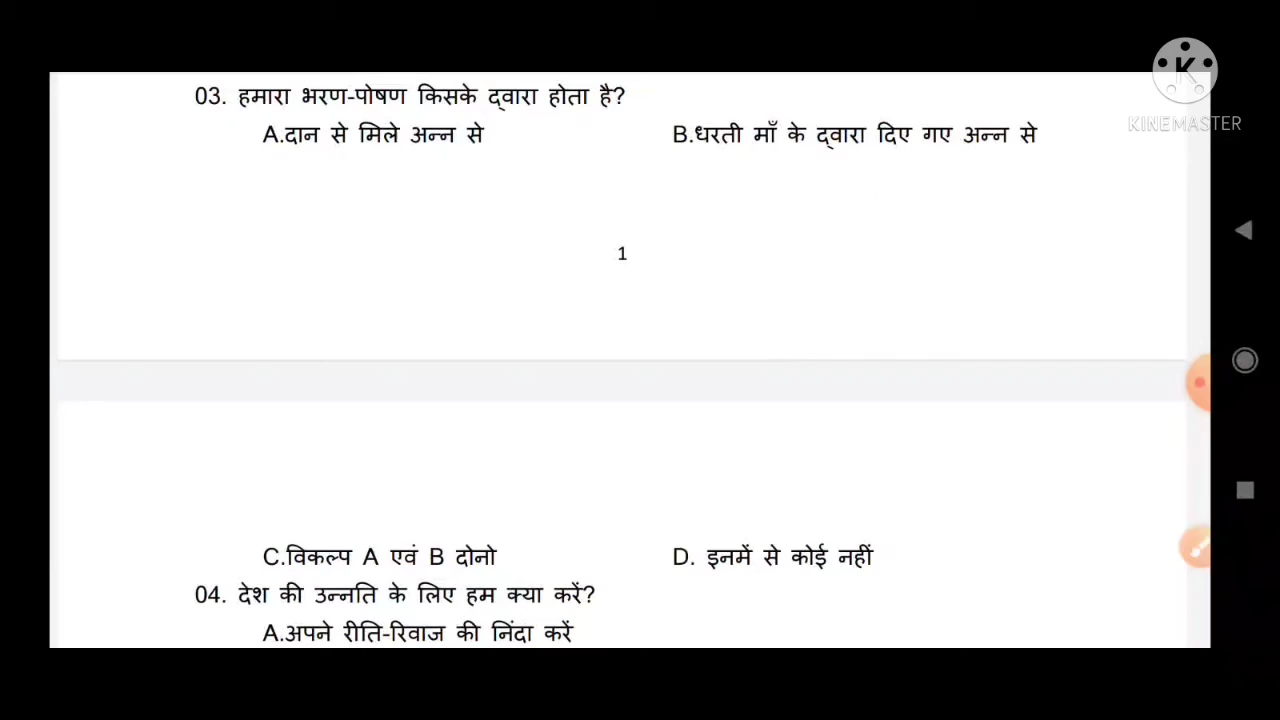 03. हमारा भरण-पोषण किसके द्वारा होता है?
A.दान से मिले अन्न से B.धरती माँ के द्वारा दिए गए अन्न से
1
C.विकल्प A एवं B दोनो D. इनमें से कोई नहीं
04. देश की उन्नति के लिए हम क्या करें?
A.अपने रीति-रिवाज की निंदा करें
K
KINEMASTER